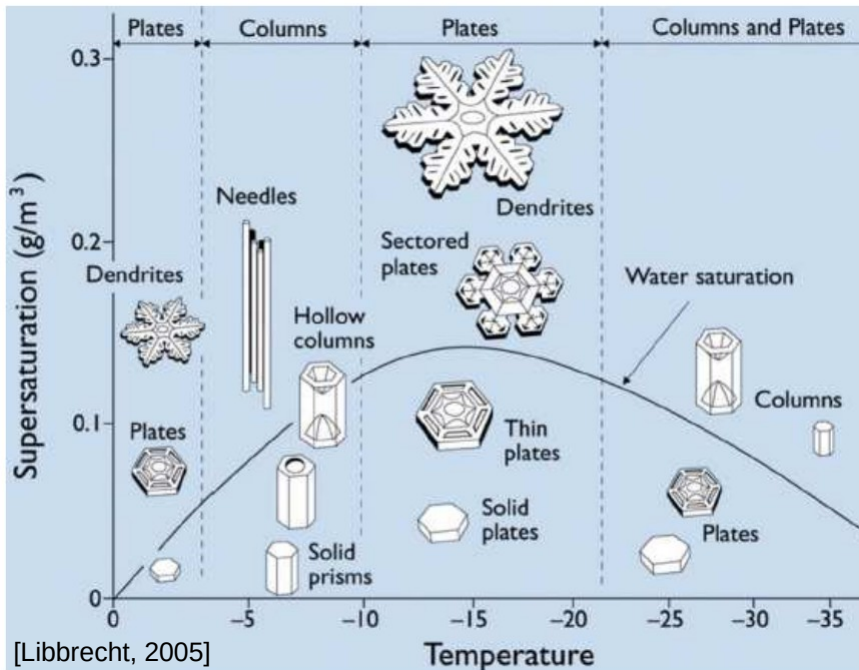 Plates
Columns
Plates
Columns and Plates
Supersaturation (g/m³)
0.3
0.2
0.1
0
Dendrites
Needles
Hollow
columns
Plates
Solid
prisms
Dendrites
Sectored
plates
Thin
plates
Solid
plates
Water saturation
Columns
Plates
0 −5 −10 −15 −20 −25 −30 −35
[Libbrecht, 2005]
Temperature